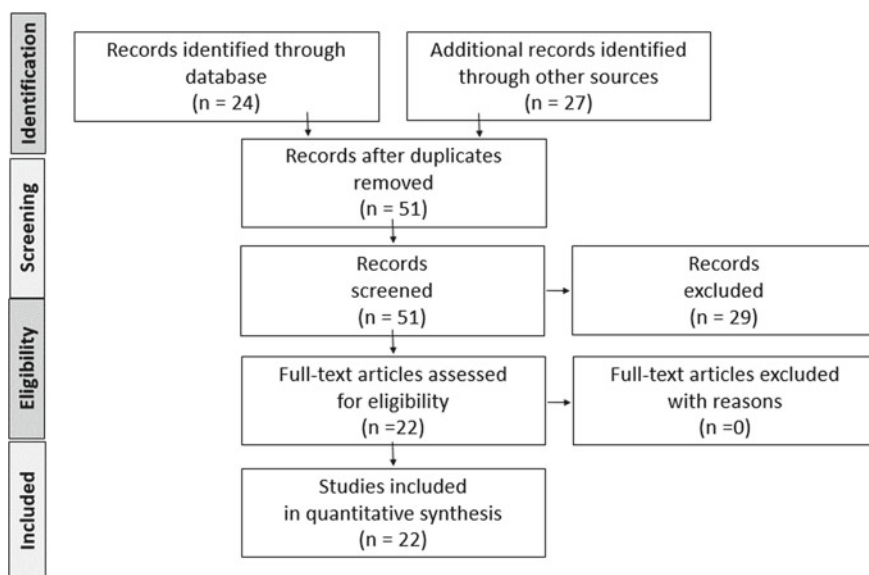 Identification
Records identified through
database
(n = 24)
Additional records identified
through other sources
(n = 27)
Screening
Records after duplicates
removed
(n = 51)
Records
screened
(n = 51)
Records
excluded
(n = 29)
Eligibility
Full-text articles assessed
for eligibility
(n =22)
Full-text articles excluded
with reasons
(n =0)
Included
Studies included
in quantitative synthesis
(n = 22)